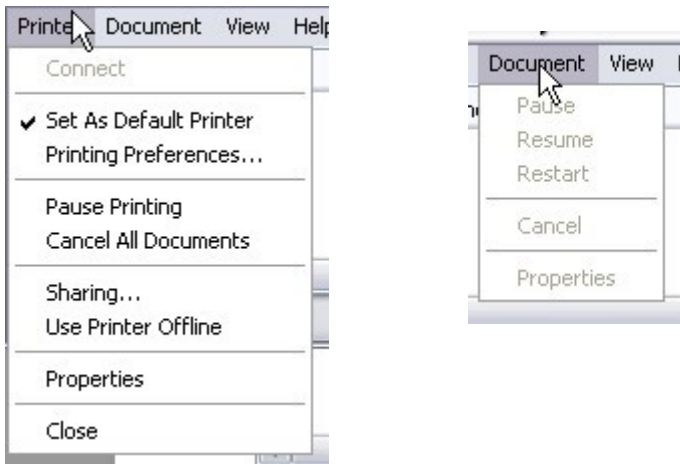 Printer Document View Help
Connect
Set As Default Printer
Printing Preferences...
Pause Printing
Cancel All Documents
Sharing...
Use Printer Offline
Properties
Close
Document View
Pause
Resume
Restart
Cancel
Properties